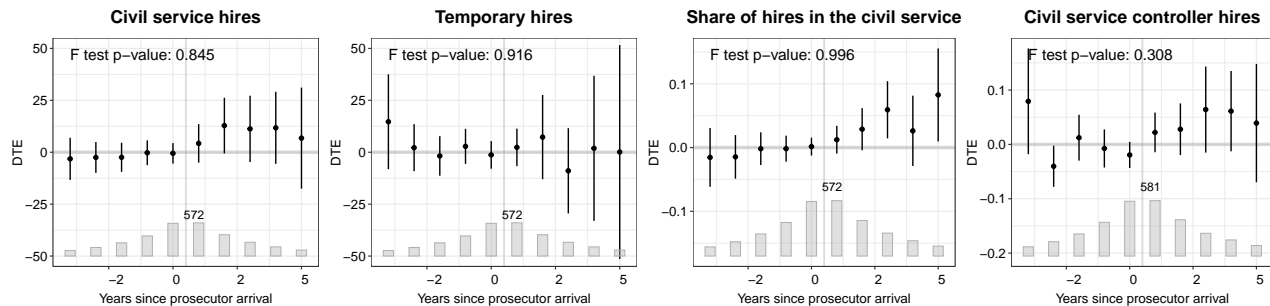 Civil service hires
F test p−value: 0.845
DTE
50
25
0
−25
−50
572
−2
0
2
5
Years since prosecutor arrival
Temporary hires
F test p−value: 0.916
DTE
50
25
0
−25
−50
572
−2
0
2
5
Years since prosecutor arrival
Share of hires in the civil service
F test p−value: 0.996
DTE
0.1
0.0
−0.1
572
−2
0
2
5
Years since prosecutor arrival
Civil service controller hires
F test p−value: 0.308
DTE
0.2
0.1
0.0
−0.1
−0.2
581
−2
0
2
5
Years since prosecutor arrival